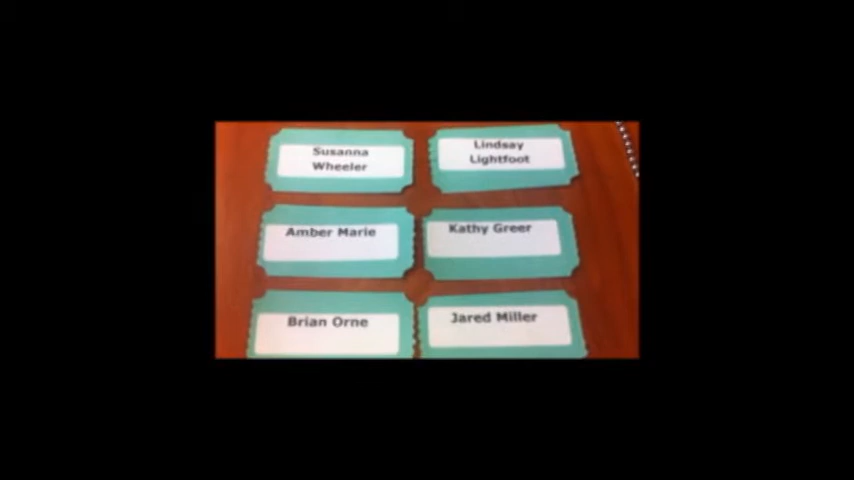 Susanna
Wheeler
Lindsay
Lightfoot
Amber Marie
Kathy Greer
Brian Orne
Jared Miller